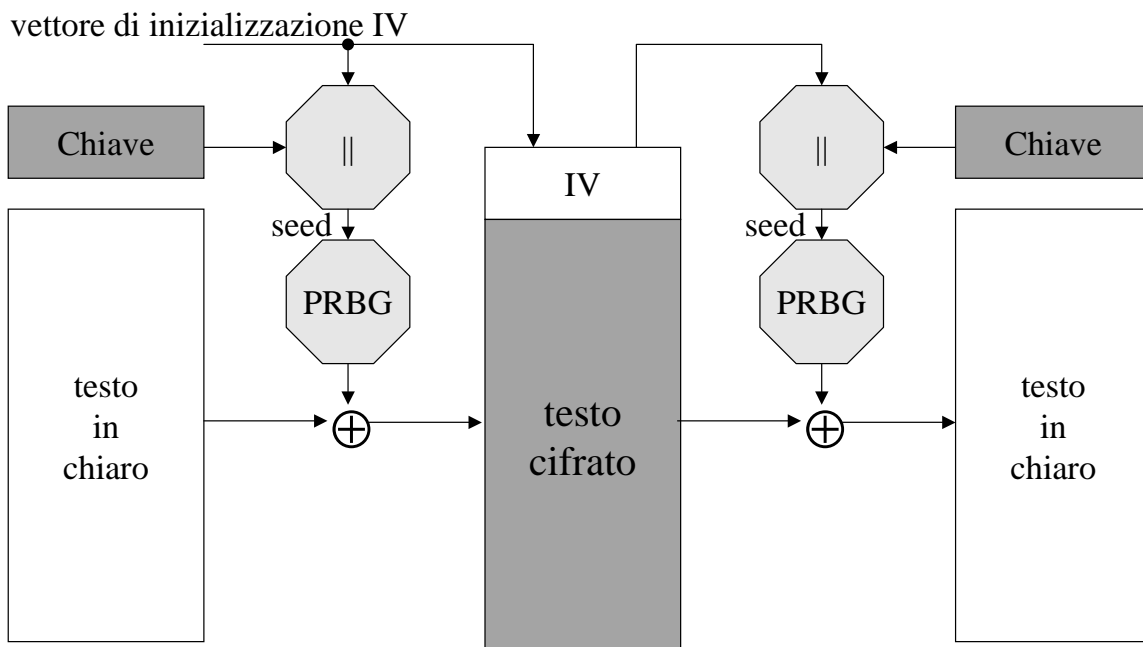 vettore di inizializzazione IV
Chiave
||
||
Chiave
IV
seed
seed
PRBG
PRBG
testo
in
chiaro
testo
cifrato
testo
in
chiaro